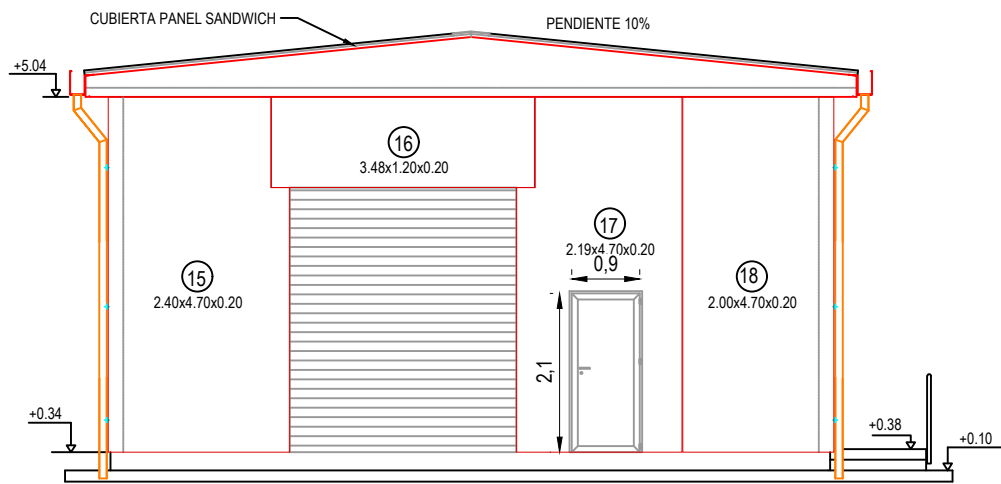 CUBIERTA PANEL SANDWICH
PENDIENTE 10%
+5.04
16
3.48x1.20x0.20
17
2.19x4.70x0.20
0,9
15
2.40x4.70x0.20
18
2.00x4.70x0.20
2,1
+0.34
+0.38
+0.10